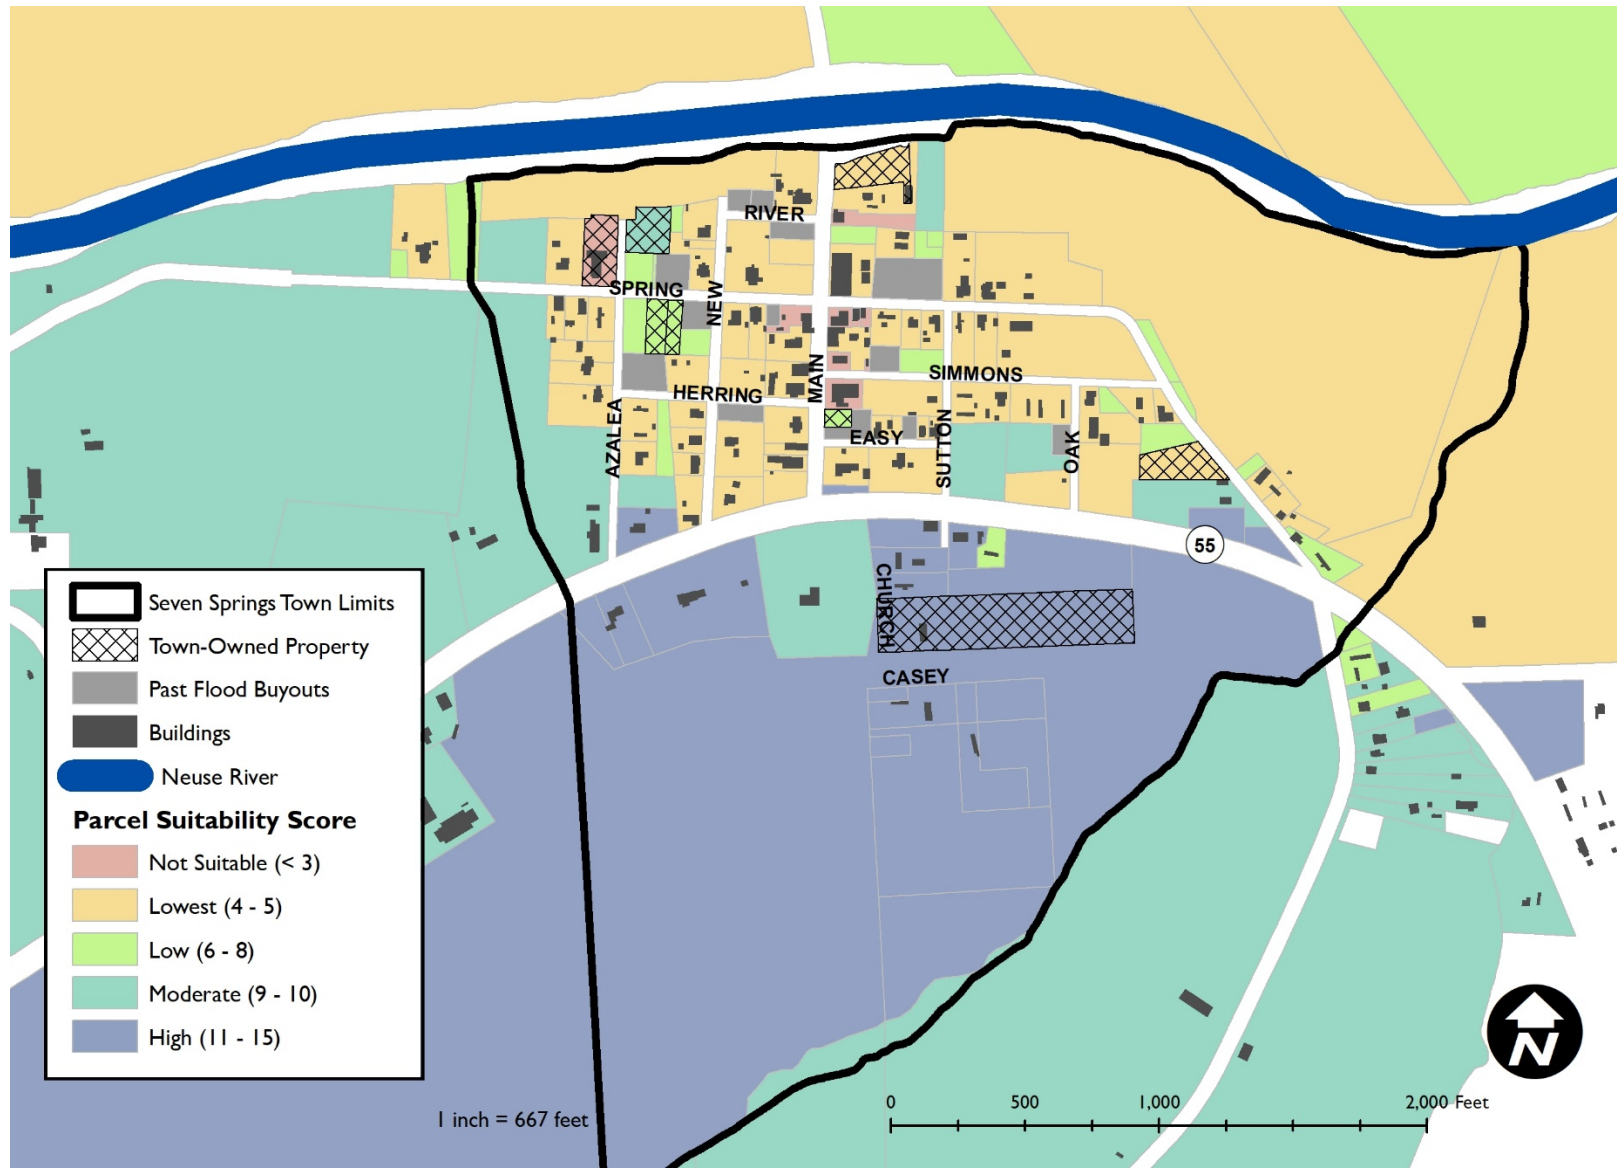 RIVER
SPRING
NEW
MAIN
SIMMONS
HERRING
AZALEA
EASY
SUTTON
OAK
55
CHURCH
CASEY
Seven Springs Town Limits
Town-Owned Property
Past Flood Buyouts
Buildings
Neuse River
Parcel Suitability Score
Not Suitable (< 3)
Lowest (4 - 5)
Low (6 - 8)
Moderate (9 - 10)
High (11 - 15)
1 inch = 667 feet
0 500 1,000 2,000 Feet
N